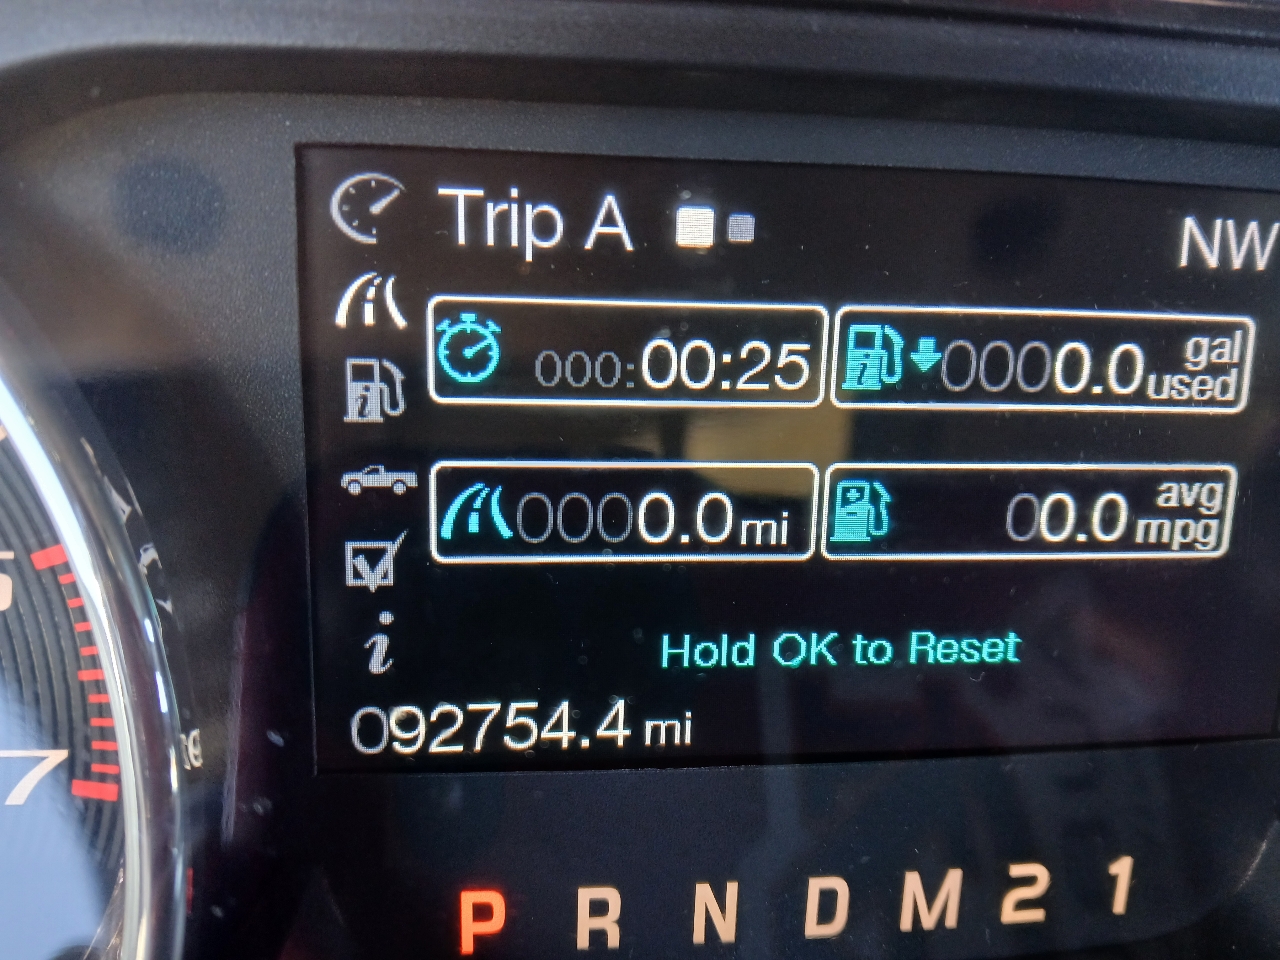 Trip A
NW
000:00:25
0000.0 gal used
0000.0 mi
00.0 avg mpg
Hold OK to Reset
092754.4 mi
7
P R N D M 2 1